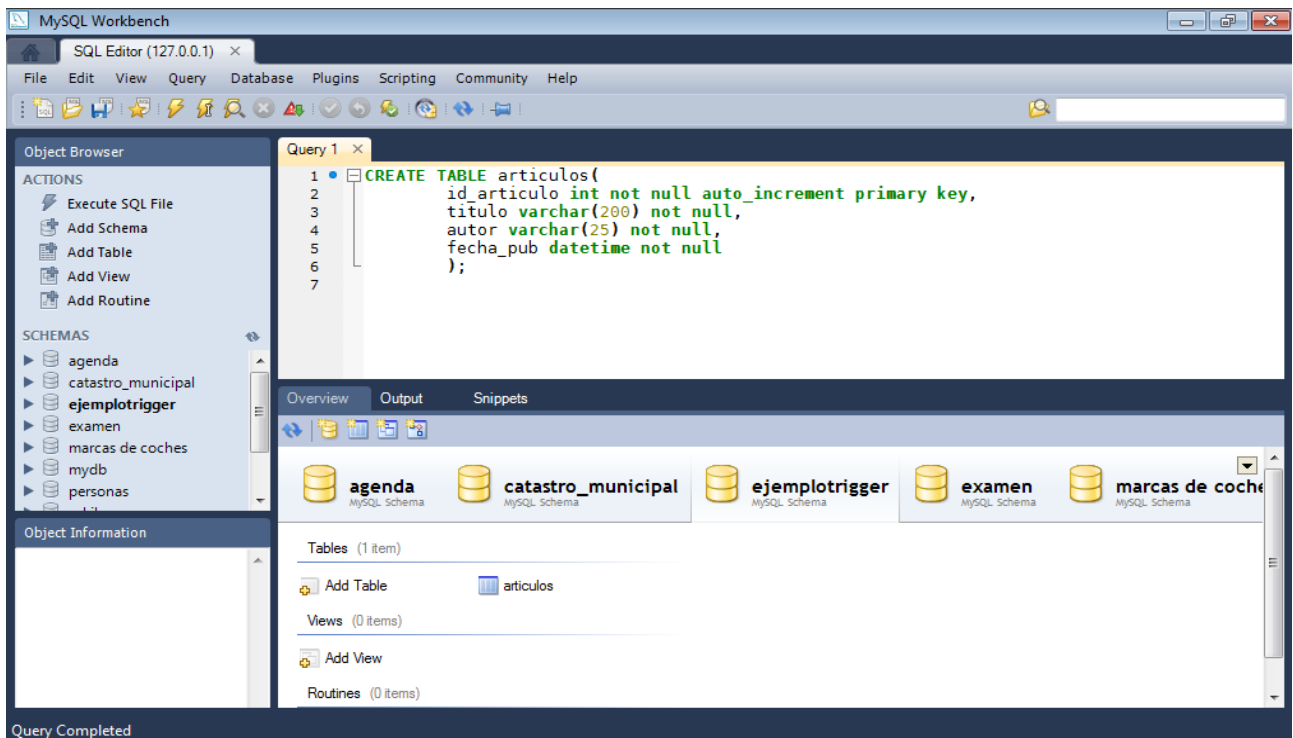 MySQL Workbench
SQL Editor (127.0.0.1)
File Edit View Query Database Plugins Scripting Community Help
Object Browser
ACTIONS
Execute SQL File
Add Schema
Add Table
Add View
Add Routine
SCHEMAS
agenda
catastro_municipal
ejemplotrigger
examen
marcas de coches
mydb
personas
Object Information
Query 1
1 CREATE TABLE articulos(
2 id_articulo int not null auto_increment primary key,
3 titulo varchar(200) not null,
4 autor varchar(25) not null,
5 fecha_pub datetime not null
6 );
7
Overview Output Snippets
agenda catastro_municipal ejemplotrigger examen marcas de coche
MySQL Schema MySQL Schema MySQL Schema MySQL Schema MySQL Schema
Tables (1 item)
Add Table articulos
Views (0 items)
Add View
Routines (0 items)
Query Completed